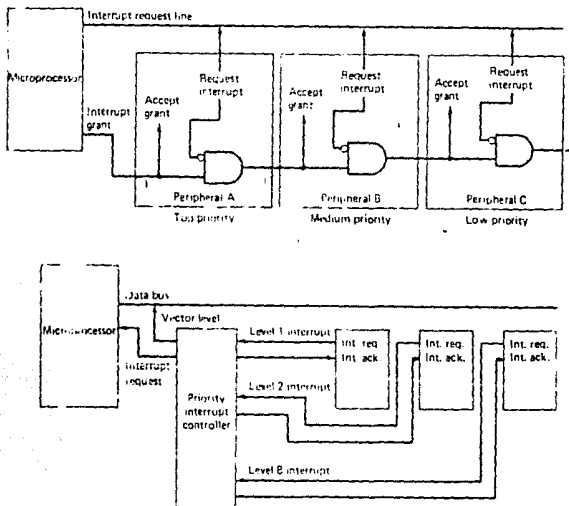 Interrupt request line
Microprocessor
Interrupt
grant
Accept
grant
Request
interrupt
Peripheral A
Top priority
Accept
grant
Request
interrupt
Peripheral B
Medium priority
Accept
grant
Request
interrupt
Peripheral C
Low priority
Data bus
Microprocessor
Vector level
Interrupt
request
Priority
interrupt
controller
Level 1 interrupt
Int. req.
Int. ack.
Level 2 interrupt
Int. req.
Int. ack.
Level 8 interrupt
Int. req.
Int. ack.